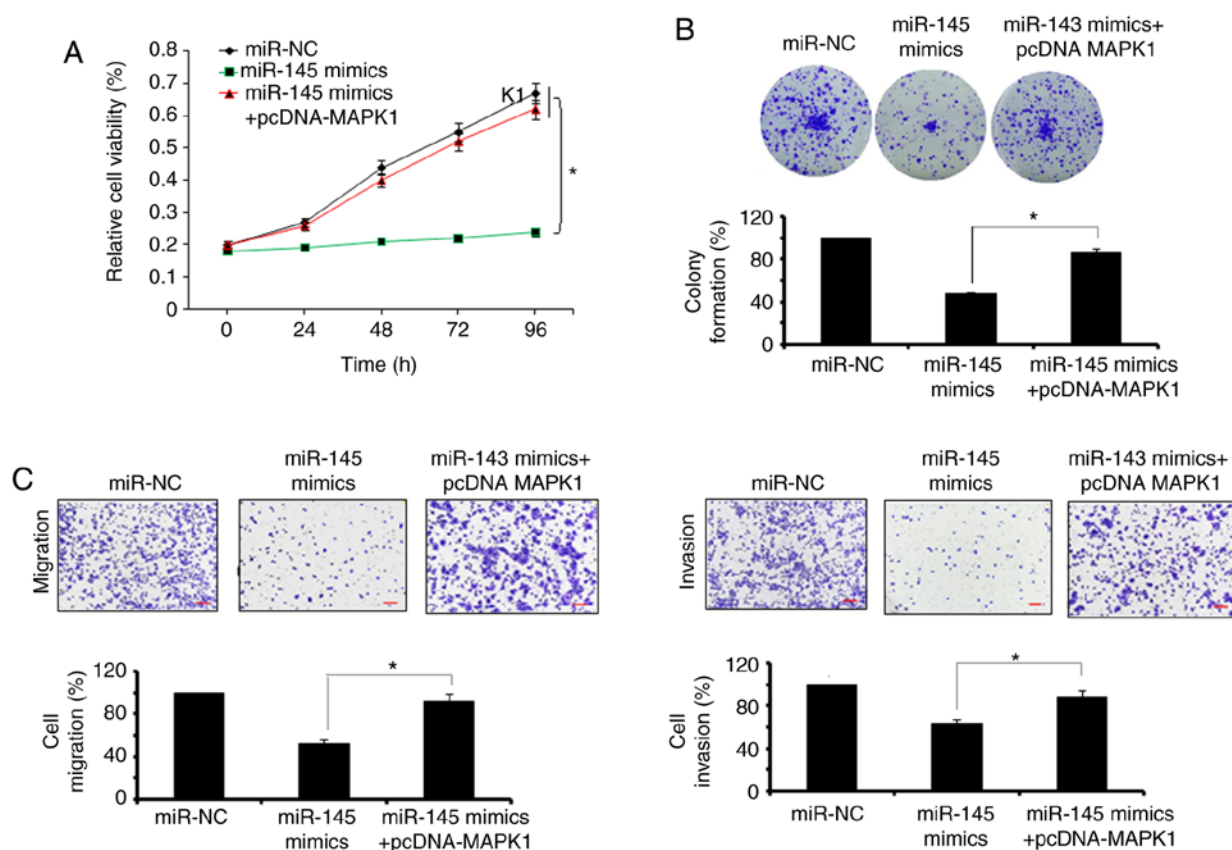 A
miR-NC
miR-145 mimics
miR-145 mimics
+pcDNA-MAPK1
K1
*
Relative cell viability (%)
0.8
0.7
0.6
0.5
0.4
0.3
0.2
0.1
0
0
24
48
72
96
Time (h)
B
miR-NC
miR-145
mimics
miR-143 mimics+
pcDNA MAPK1
Colony
formation (%)
120
80
40
0
*
miR-NC
miR-145
mimics
miR-145 mimics
+pcDNA-MAPK1
C
miR-NC
miR-145
mimics
miR-143 mimics+
pcDNA MAPK1
Migration
Cell
migration (%)
120
80
40
0
*
miR-NC
miR-145
mimics
miR-145 mimics
+pcDNA-MAPK1
miR-NC
miR-145
mimics
miR-143 mimics+
pcDNA MAPK1
Invasion
Cell
invasion (%)
120
80
40
0
*
miR-NC
miR-145
mimics
miR-145 mimics
+pcDNA-MAPK1